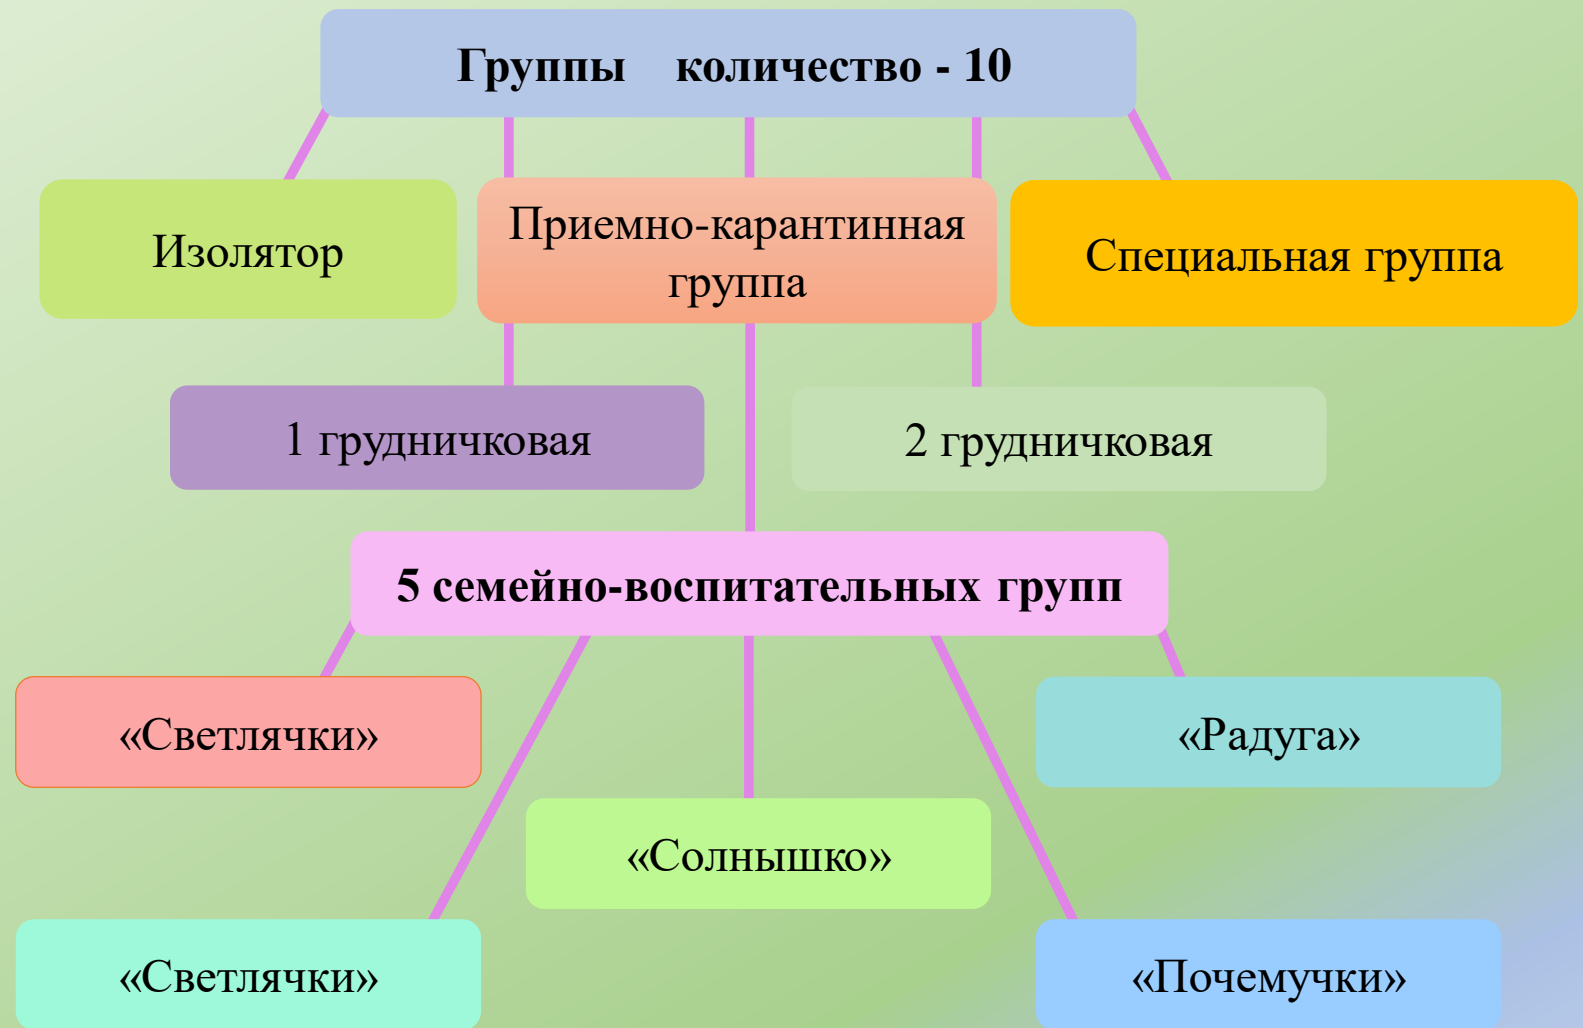 Группы количество - 10
Изолятор
Приемно-карантинная
группа
Специальная группа
1 грудничковая
2 грудничковая
5 семейно-воспитательных групп
«Светлячки»
«Радуга»
«Солнышко»
«Светлячки»
«Почемучки»